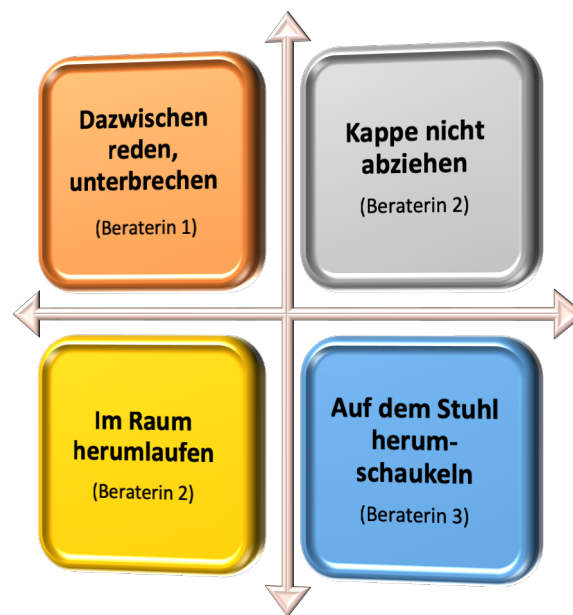 Dazwischen
reden,
unterbrechen
(Beraterin 1)
Kappe nicht
abziehen
(Beraterin 2)
Im Raum
herumlaufen
(Beraterin 2)
Auf dem Stuhl
herum-
schaukeln
(Beraterin 3)